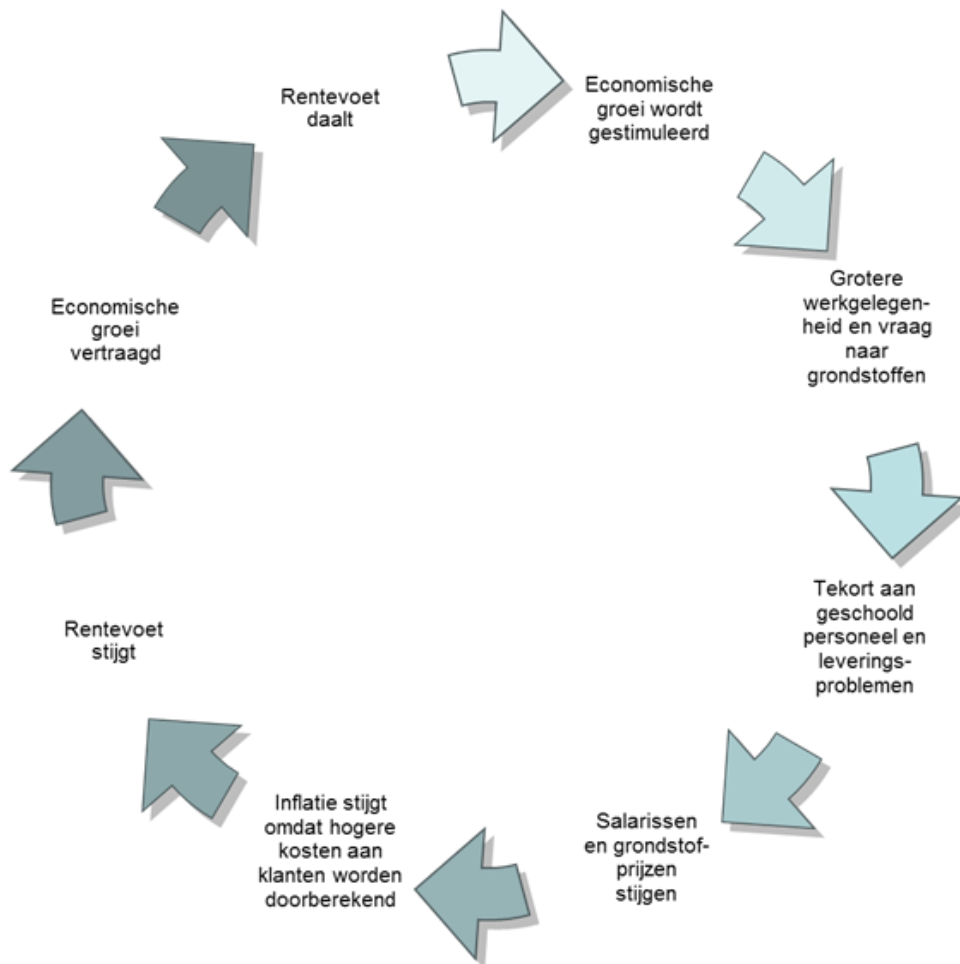 Rentevoet
daalt
Economische
groei wordt
gestimuleerd
Grotere
werkgelegen-
heid en vraag
naar
grondstoffen
Tekort aan
geschoold
personeel en
leverings-
problemen
Salarissen
en grondstof-
prijzen
stijgen
Inflatie stijgt
omdat hogere
kosten aan
klanten worden
doorberekend
Rentevoet
stijgt
Economische
groei
vertraagd